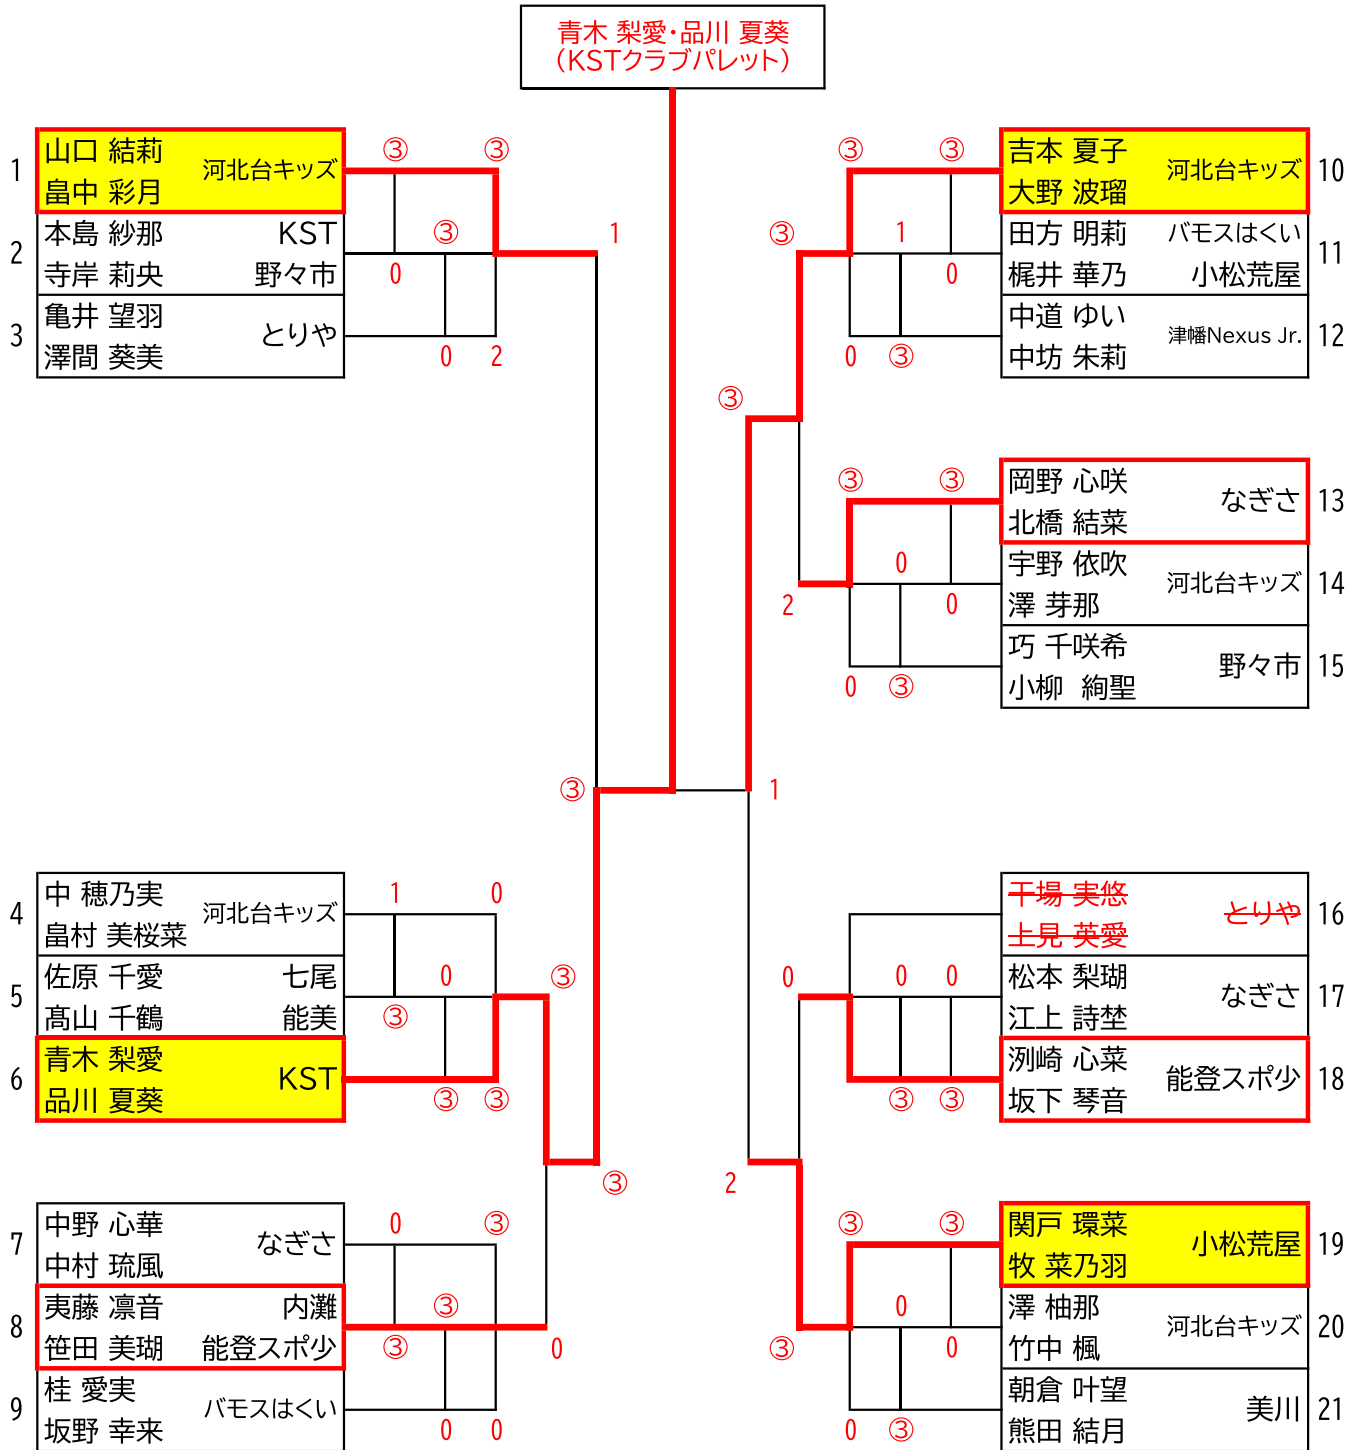 青木 梨愛・品川 夏葵
（KSTクラブパレット）
1
山口 結莉
畠中 彩月
河北台キッズ
③
③
2
本島 紗那
KST
寺岸 莉央
野々市
③
0
1
3
亀井 望羽
澤間 葵美
とりや
0
2
4
中 穂乃実
畠村 美桜菜
河北台キッズ
1
0
5
佐原 千愛
七尾
髙山 千鶴
能美
0
③
③
6
青木 梨愛
品川 夏葵
KST
③
③
③
③
7
中野 心華
中村 琉風
なぎさ
0
③
8
夷藤 凛音
内灘
笹田 美瑚
能登スポ少
③
③
0
9
桂 愛実
坂野 幸来
バモスはくい
0
0
③
③
吉本 夏子
大野 波瑠
河北台キッズ
10
③
1
0
田方 明莉
バモスはくい
梶井 華乃
小松荒屋
11
0
③
中道 ゆい
中坊 朱莉
津幡Nexus Jr.
12
③
③
③
岡野 心咲
北橋 結菜
なぎさ
13
2
0
0
宇野 依吹
澤 芽那
河北台キッズ
14
0
③
巧 千咲希
小柳 絢聖
野々市
15
1
干場 実悠
上見 英愛
とりや
16
0
0
0
松本 梨瑚
江上 詩埜
なぎさ
17
③
③
洌崎 心菜
坂下 琴音
能登スポ少
18
2
③
③
関戸 環菜
牧 菜乃羽
小松荒屋
19
③
0
0
澤 柚那
竹中 楓
河北台キッズ
20
0
③
朝倉 叶望
熊田 結月
美川
21